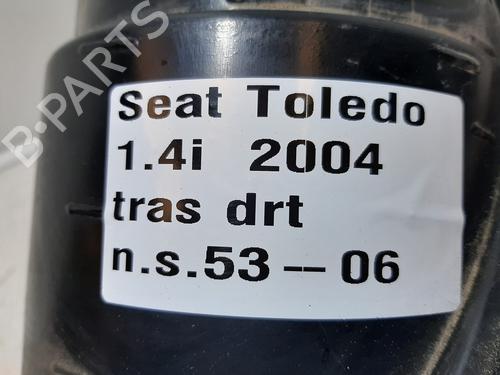 B-PARTS
Seat Toledo
1.4i 2004
tras drt
n.s.53-06